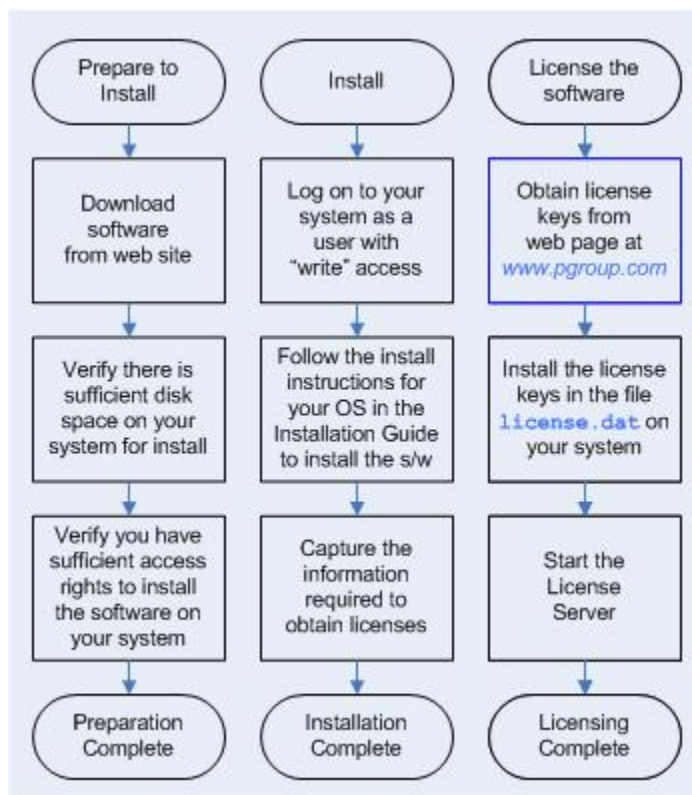 Prepare to
Install
Download
software
from web site
Verify there is
sufficient disk
space on your
system for install
Verify you have
sufficient access
rights to install
the software on
your system
Preparation
Complete
Install
Log on to your
system as a
user with
“write” access
Follow the install
instructions for
your OS in the
Installation Guide
to install the s/w
Capture the
information
required to
obtain licenses
Installation
Complete
License the
software
Obtain license
keys from
web page at
www.pgroup.com
Install the license
keys in the file
license.dat on
your system
Start the
License
Server
Licensing
Complete